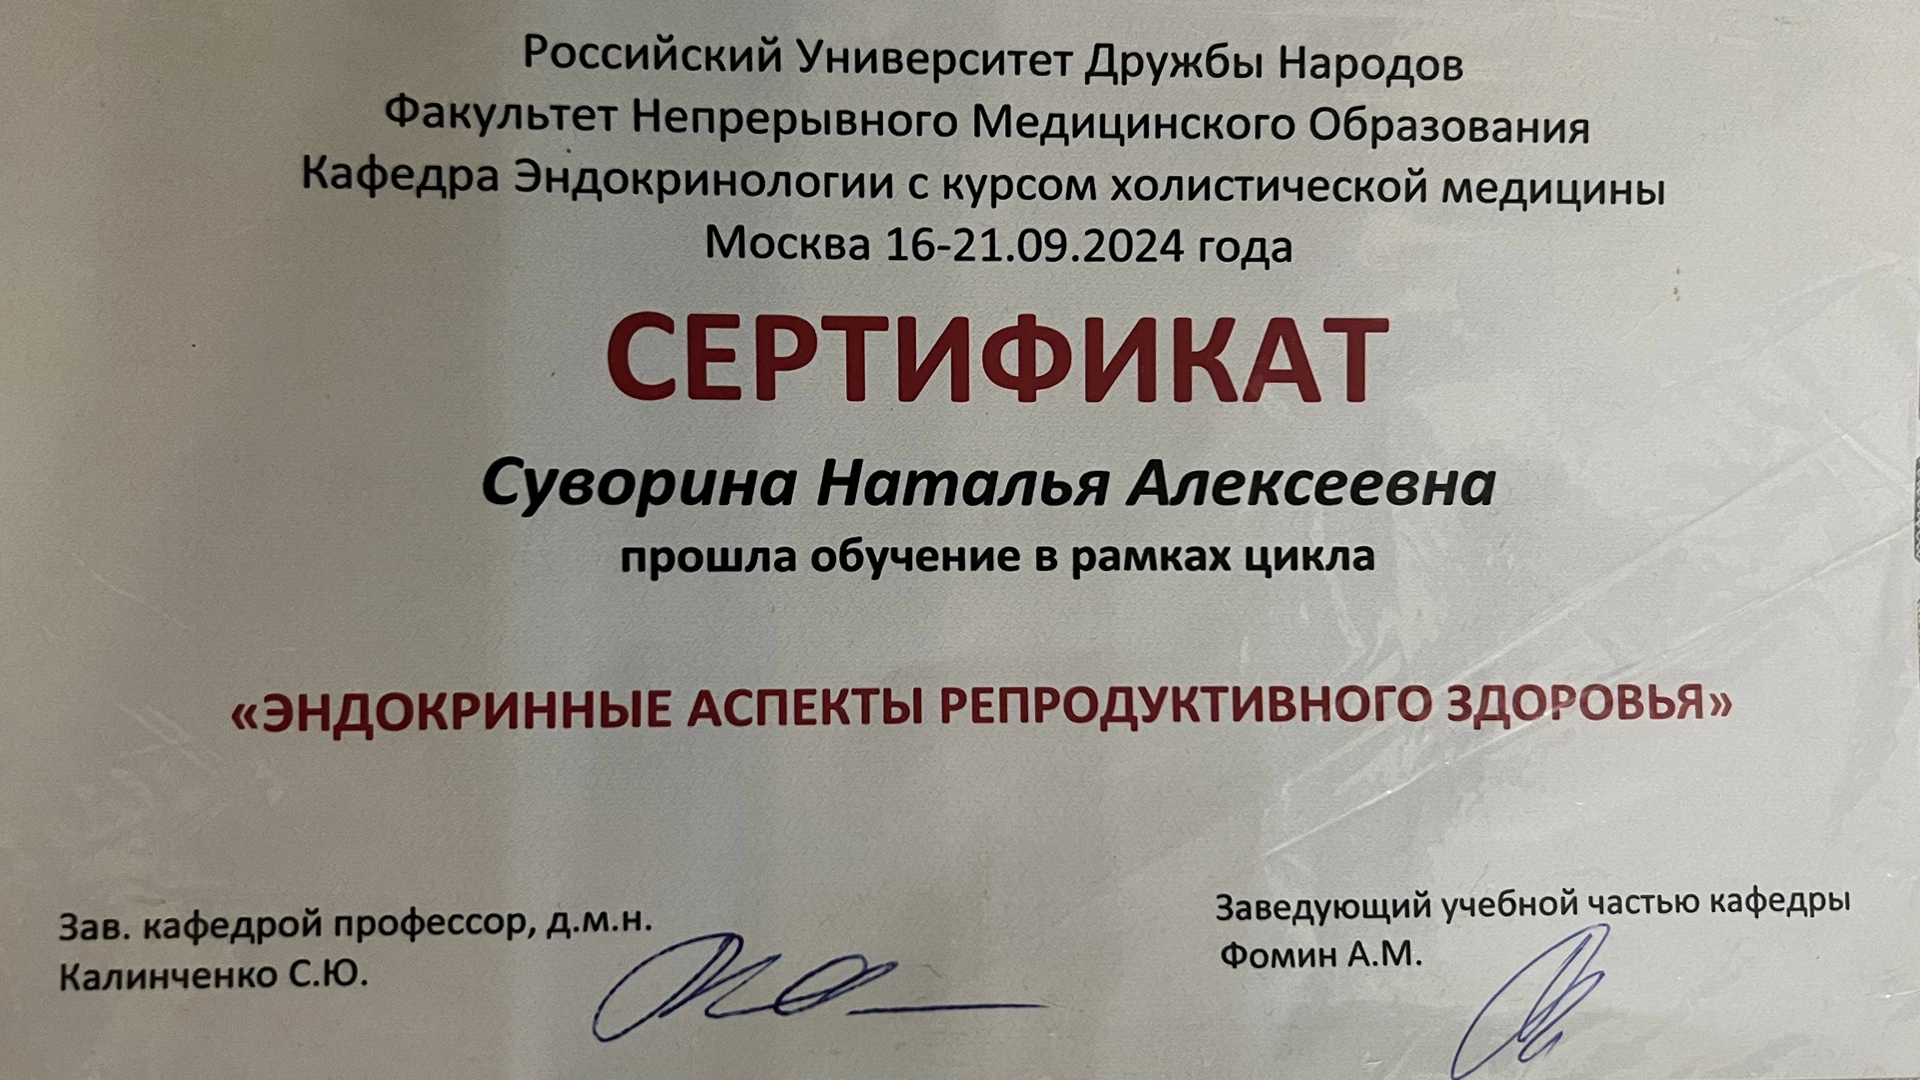 Российский Университет Дружбы Народов
Факультет Непрерывного Медицинского Образования
Кафедра Эндокринологии с курсом холистической медицины
Москва 16-21.09.2024 года
СЕРТИФИКАТ
Суворина Наталья Алексеевна
прошла обучение в рамках цикла
«ЭНДОКРИННЫЕ АСПЕКТЫ РЕПРОДУКТИВНОГО ЗДОРОВЬЯ»
Зав. кафедрой профессор, д.м.н.
Калинченко С.Ю.
Заведующий учебной частью кафедры
Фомин А.М.